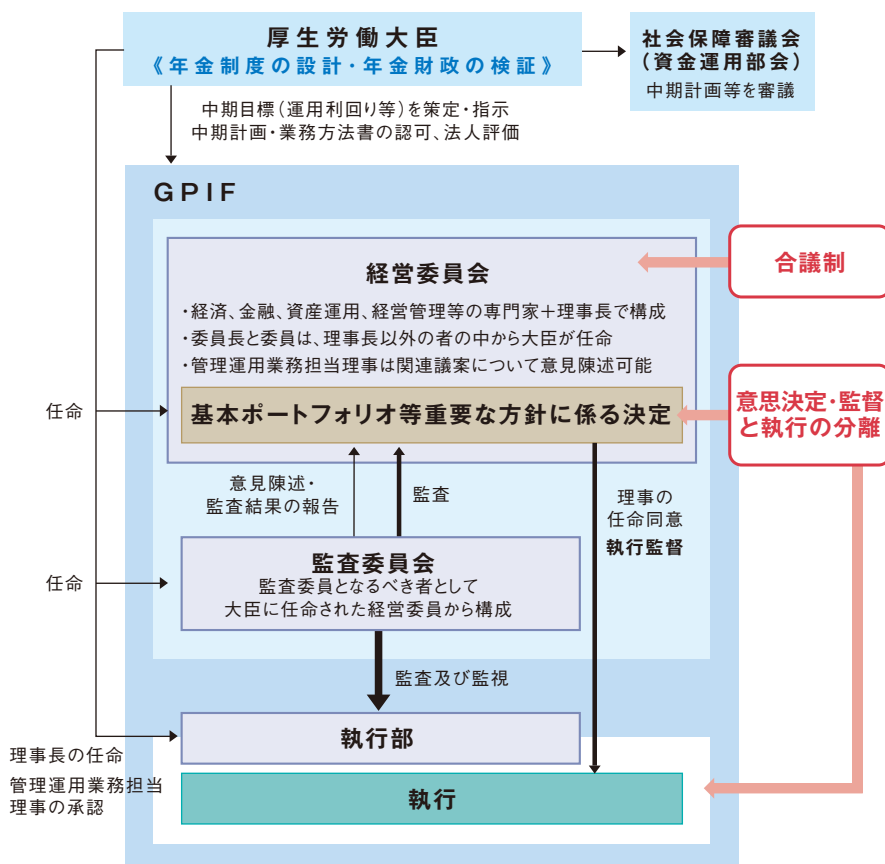 厚生労働大臣
《年金制度の設計・年金財政の検証》
社会保障審議会
(資金運用部会)
中期計画等を審議
中期目標(運用利回り等)を策定・指示
中期計画・業務方法書の認可、法人評価
GPIF
経営委員会
・経済、金融、資産運用、経営管理等の専門家＋理事長で構成
・委員長と委員は、理事長以外の者の中から大臣が任命
・管理運用業務担当理事は関連議案について意見陳述可能
基本ポートフォリオ等重要な方針に係る決定
合議制
意思決定・監督
と執行の分離
任命
意見陳述・
監査結果の報告
監査
理事の
任命同意
執行監督
任命
監査委員会
監査委員となるべき者として
大臣に任命された経営委員から構成
監査及び監視
執行部
理事長の任命
管理運用業務担当
理事の承認
執行